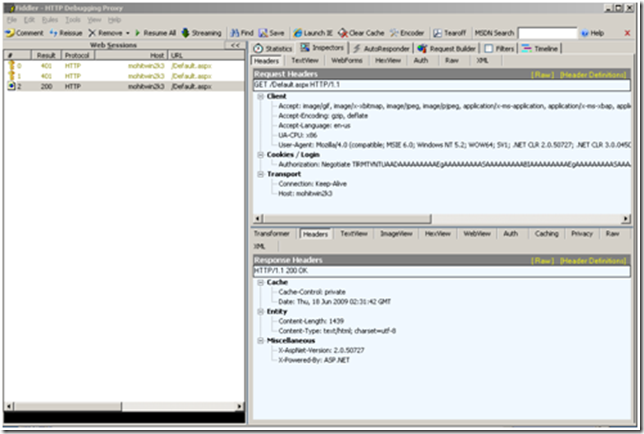 Fiddler - HTTP Debugging Proxy
File Edit Rules Tools View Help
Comment Reissue Remove Resume All Streaming Find Save Launch IE Clear Cache Encoder Tearoff MSDN Search Help
Web Sessions <<
# Result Protocol Host URL
0 401 HTTP mohitwin2k3 /Default.aspx
1 401 HTTP mohitwin2k3 /Default.aspx
2 200 HTTP mohitwin2k3 /Default.aspx
Statistics Inspectors AutoResponder Request Builder Filters Timeline
Headers TextView WebForms HexView Auth Raw XML
Request Headers [Raw] [Header Definitions]
GET /Default.aspx HTTP/1.1
Client
Accept: image/gif, image/x-xbitmap, image/jpeg, image/pjpeg, application/x-ms-application, application/x-ms-xbap, applic
Accept-Encoding: gzip, deflate
Accept-Language: en-us
UA-CPU: x86
User-Agent: Mozilla/4.0 (compatible; MSIE 6.0; Windows NT 5.2; WOW64; SV1; .NET CLR 2.0.50727; .NET CLR 3.0.0450
Cookies / Login
Authorization: Negotiate
Transport
Connection: Keep-Alive
Host: mohitwin2k3
Transformer Headers TextView ImageView HexView WebView Auth Caching Privacy Raw
XML
Response Headers [Raw] [Header Definitions]
HTTP/1.1 200 OK
Cache
Cache-Control: private
Date: Thu, 18 Jun 2009 02:31:42 GMT
Entity
Content-Length: 1439
Content-Type: text/html; charset=utf-8
Miscellaneous
X-AspNet-Version: 2.0.50727
X-Powered-By: ASP.NET